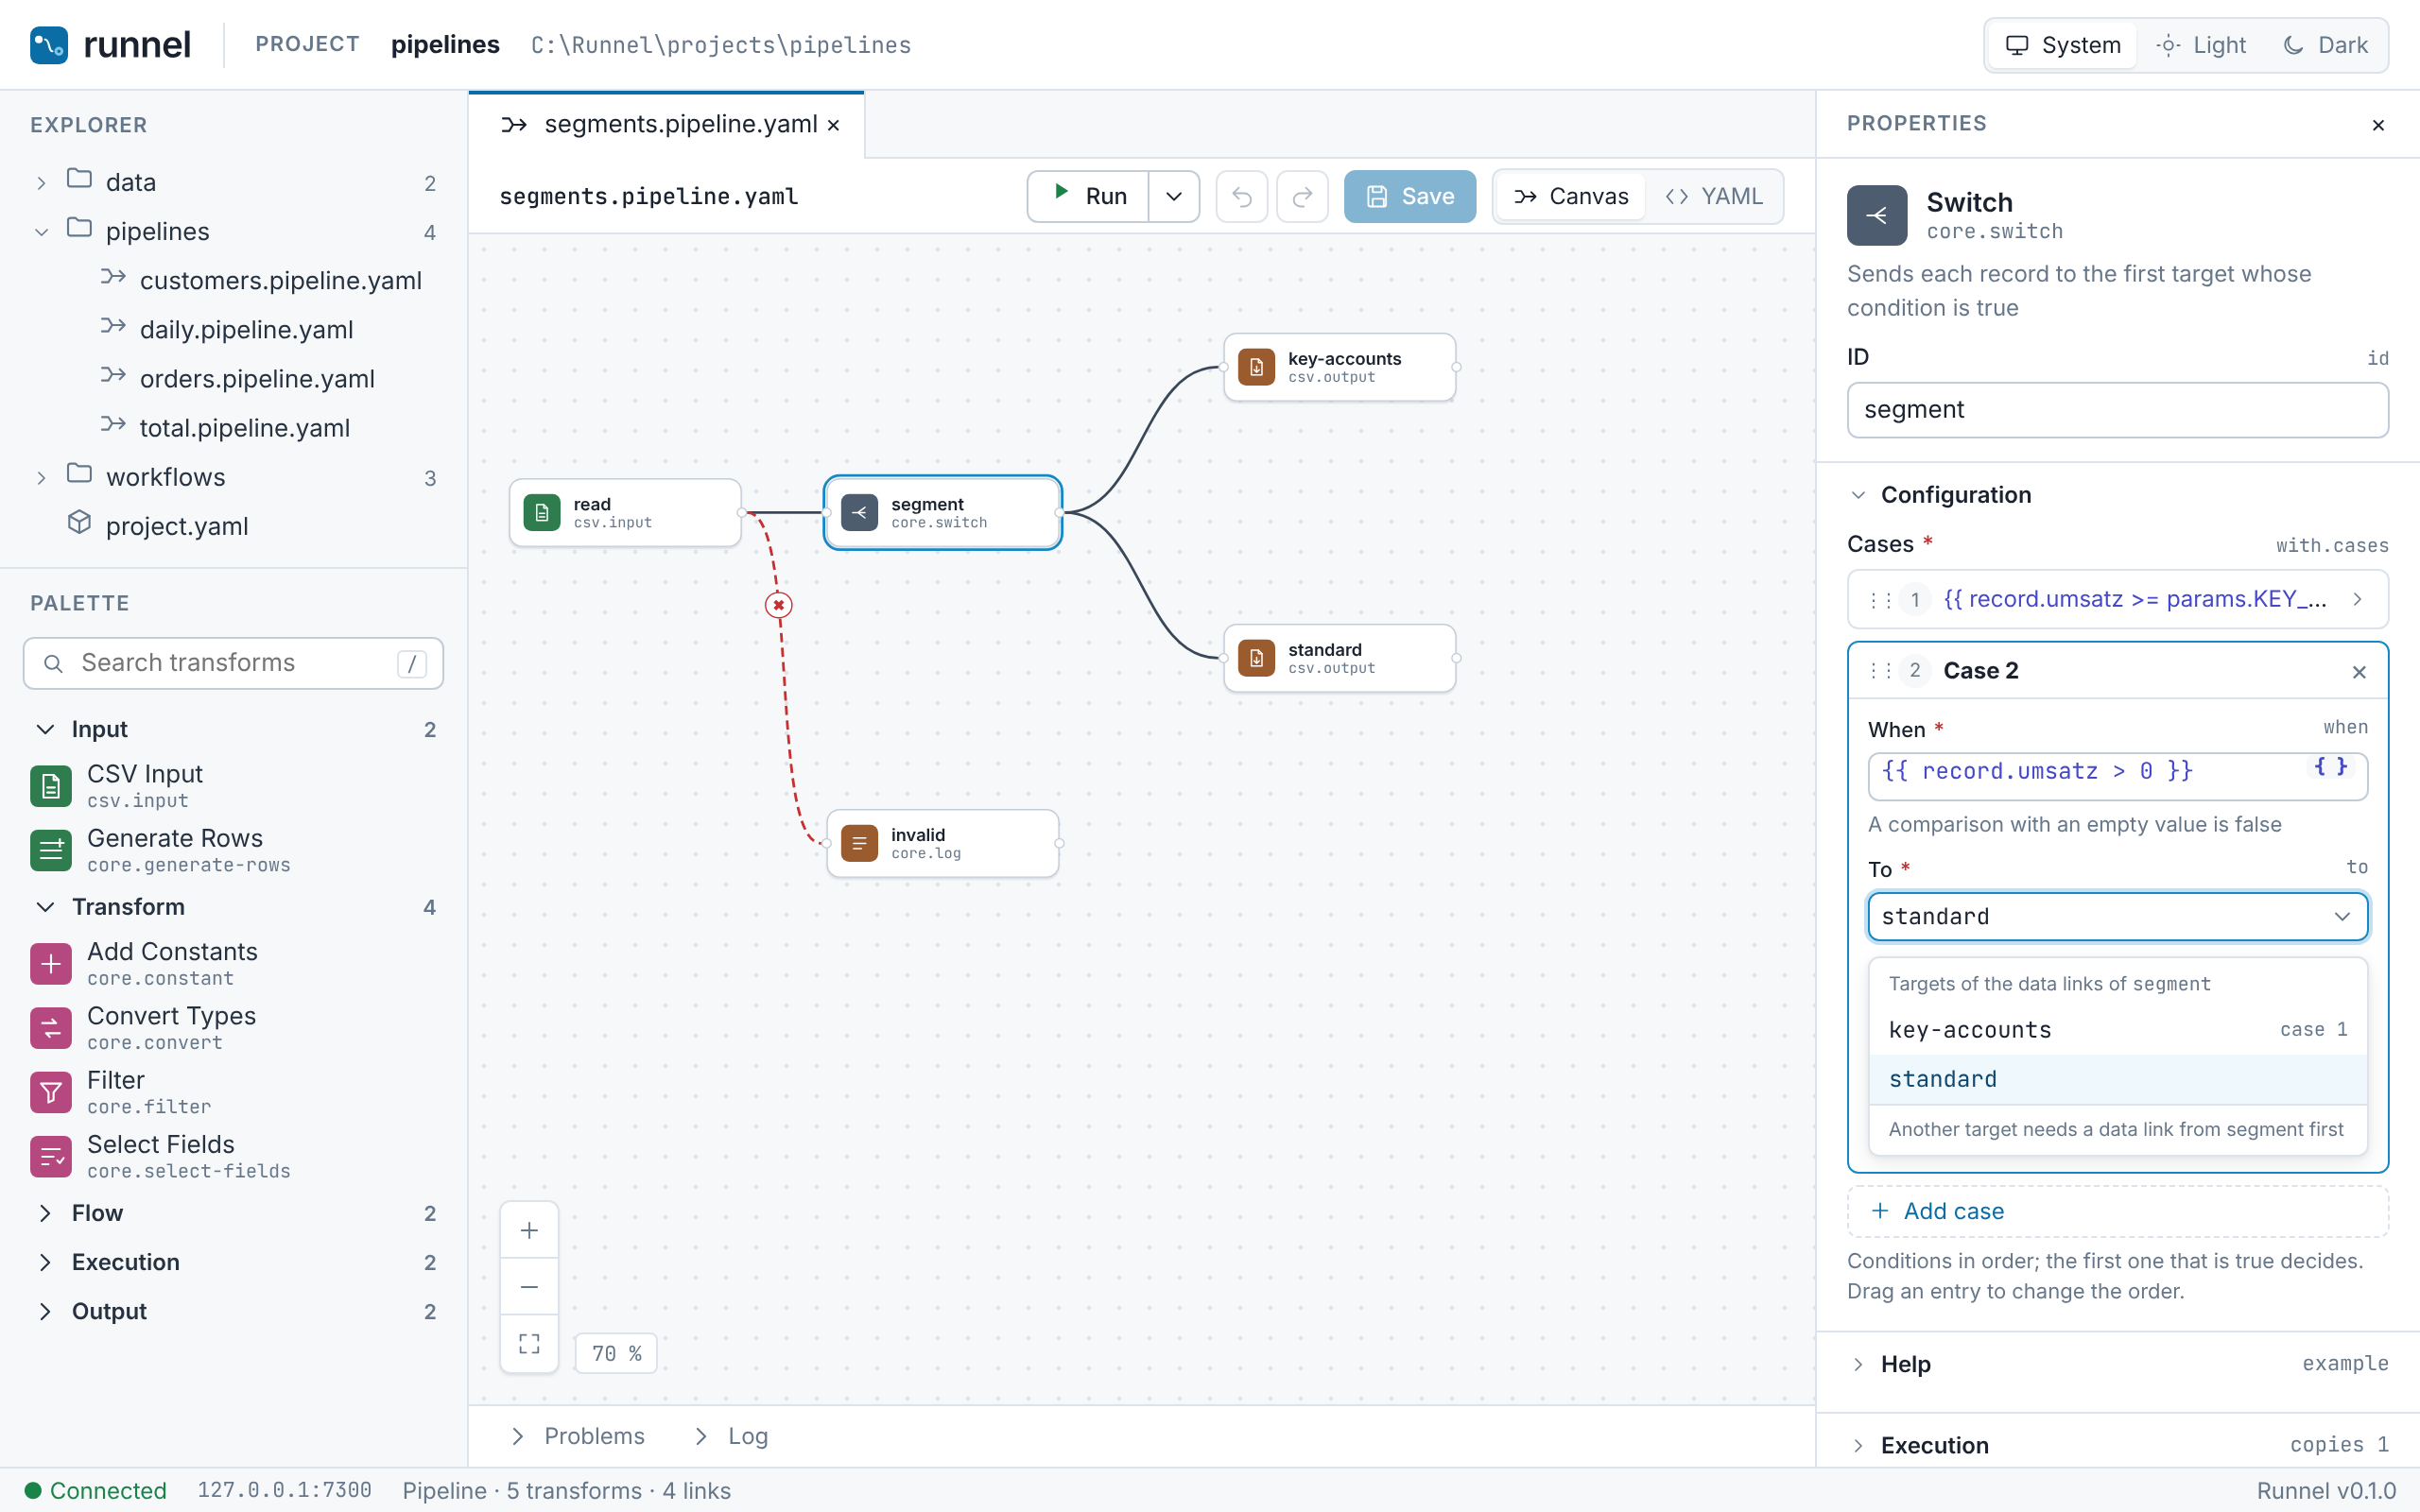 runnel
PROJECT pipelines C:\Runnel\projects\pipelines
System Light Dark
EXPLORER
data 2
pipelines 4
customers.pipeline.yaml
daily.pipeline.yaml
orders.pipeline.yaml
total.pipeline.yaml
workflows 3
project.yaml
PALETTE
Search transforms /
Input 2
CSV Input
csv.input
Generate Rows
core.generate-rows
Transform 4
Add Constants
core.constant
Convert Types
core.convert
Filter
core.filter
Select Fields
core.select-fields
Flow 2
Execution 2
Output 2
segments.pipeline.yaml ×
segments.pipeline.yaml
Run Save Canvas YAML
key-accounts
csv.output
read
csv.input
segment
core.switch
standard
csv.output
invalid
core.log
70 %
Problems Log
PROPERTIES ×
Switch
core.switch
Sends each record to the first target whose
condition is true
ID id
segment
Configuration
Cases * with.cases
1 {{ record.umsatz >= params.KEY_...
2 Case 2 ×
When * when
{{ record.umsatz > 0 }} { }
A comparison with an empty value is false
To * to
standard
Targets of the data links of segment
key-accounts case 1
standard
Another target needs a data link from segment first
+ Add case
Conditions in order; the first one that is true decides.
Drag an entry to change the order.
Help example
Execution copies 1
Connected 127.0.0.1:7300 Pipeline · 5 transforms · 4 links
Runnel v0.1.0